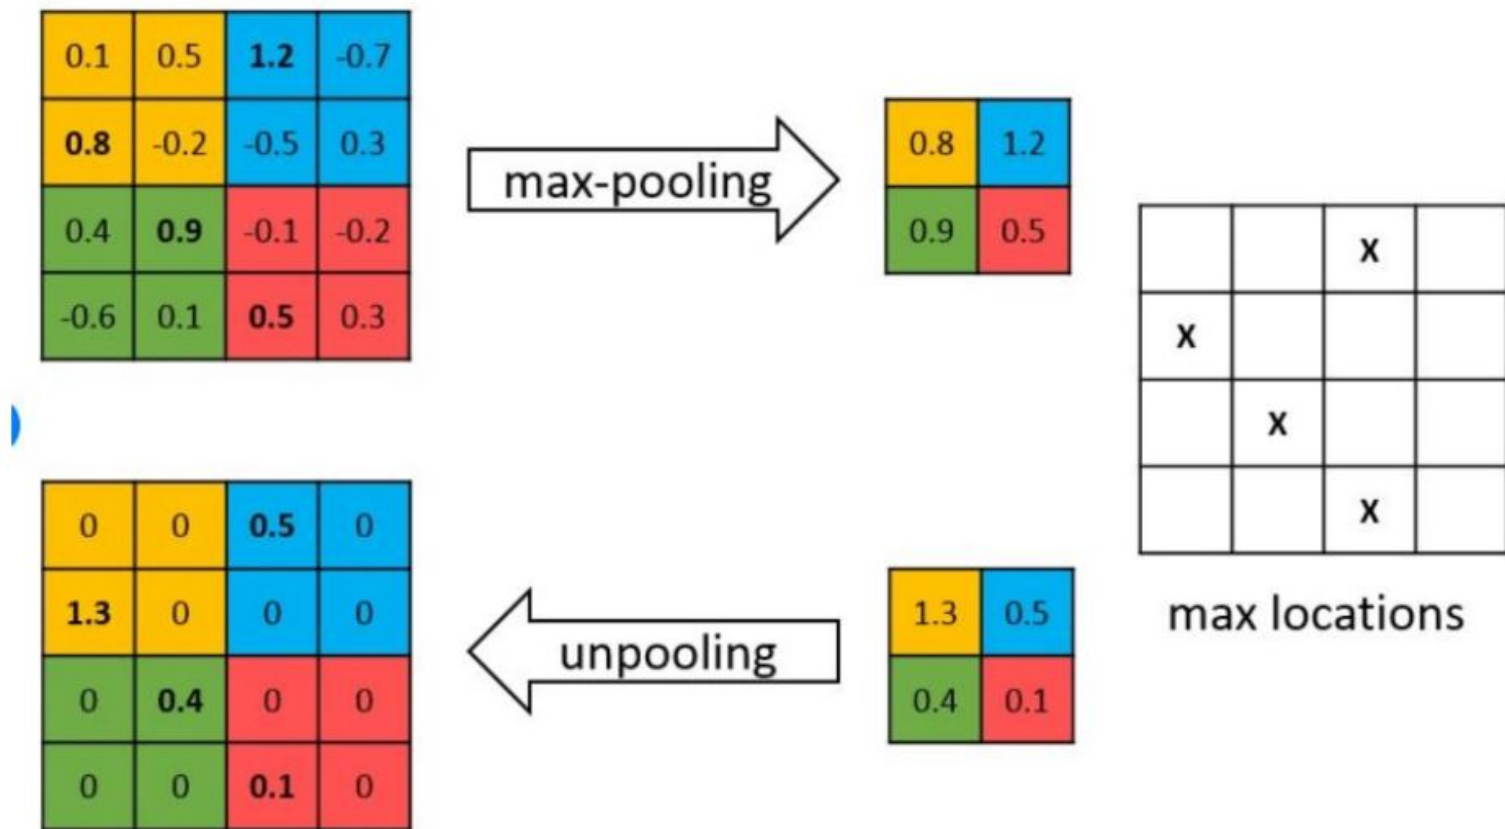 0.1 0.5 1.2 -0.7
0.8 -0.2 -0.5 0.3
0.4 0.9 -0.1 -0.2
-0.6 0.1 0.5 0.3
max-pooling
0.8 1.2
0.9 0.5
X
X
X
X
max locations
0 0 0.5 0
1.3 0 0 0
0 0.4 0 0
0 0 0.1 0
unpooling
1.3 0.5
0.4 0.1